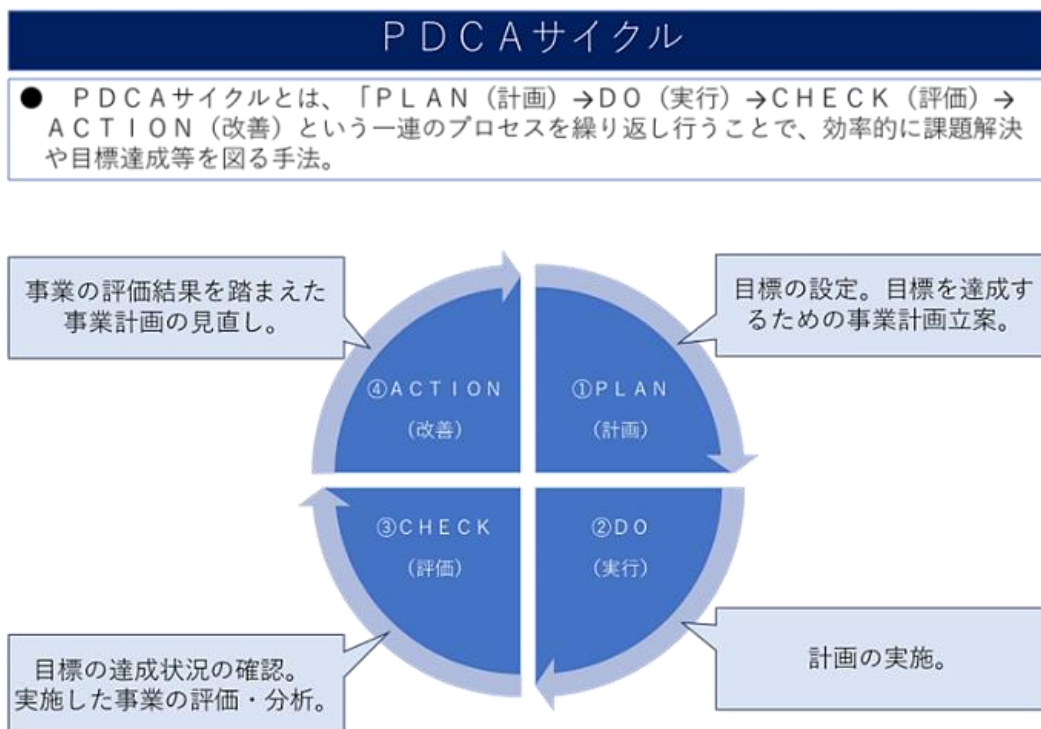 ＰＤＣＡサイクル
● ＰＤＣＡサイクルとは、「ＰＬＡＮ（計画）→ＤＯ（実行）→ＣＨＥＣＫ（評価）→
ＡＣＴＩＯＮ（改善）という一連のプロセスを繰り返し行うことで、効率的に課題解決
や目標達成等を図る手法。
事業の評価結果を踏まえた
事業計画の見直し。
目標の設定。目標を達成す
るための事業計画立案。
④ＡＣＴＩＯＮ
（改善）
①ＰＬＡＮ
（計画）
③ＣＨＥＣＫ
（評価）
②ＤＯ
（実行）
目標の達成状況の確認。
実施した事業の評価・分析。
計画の実施。